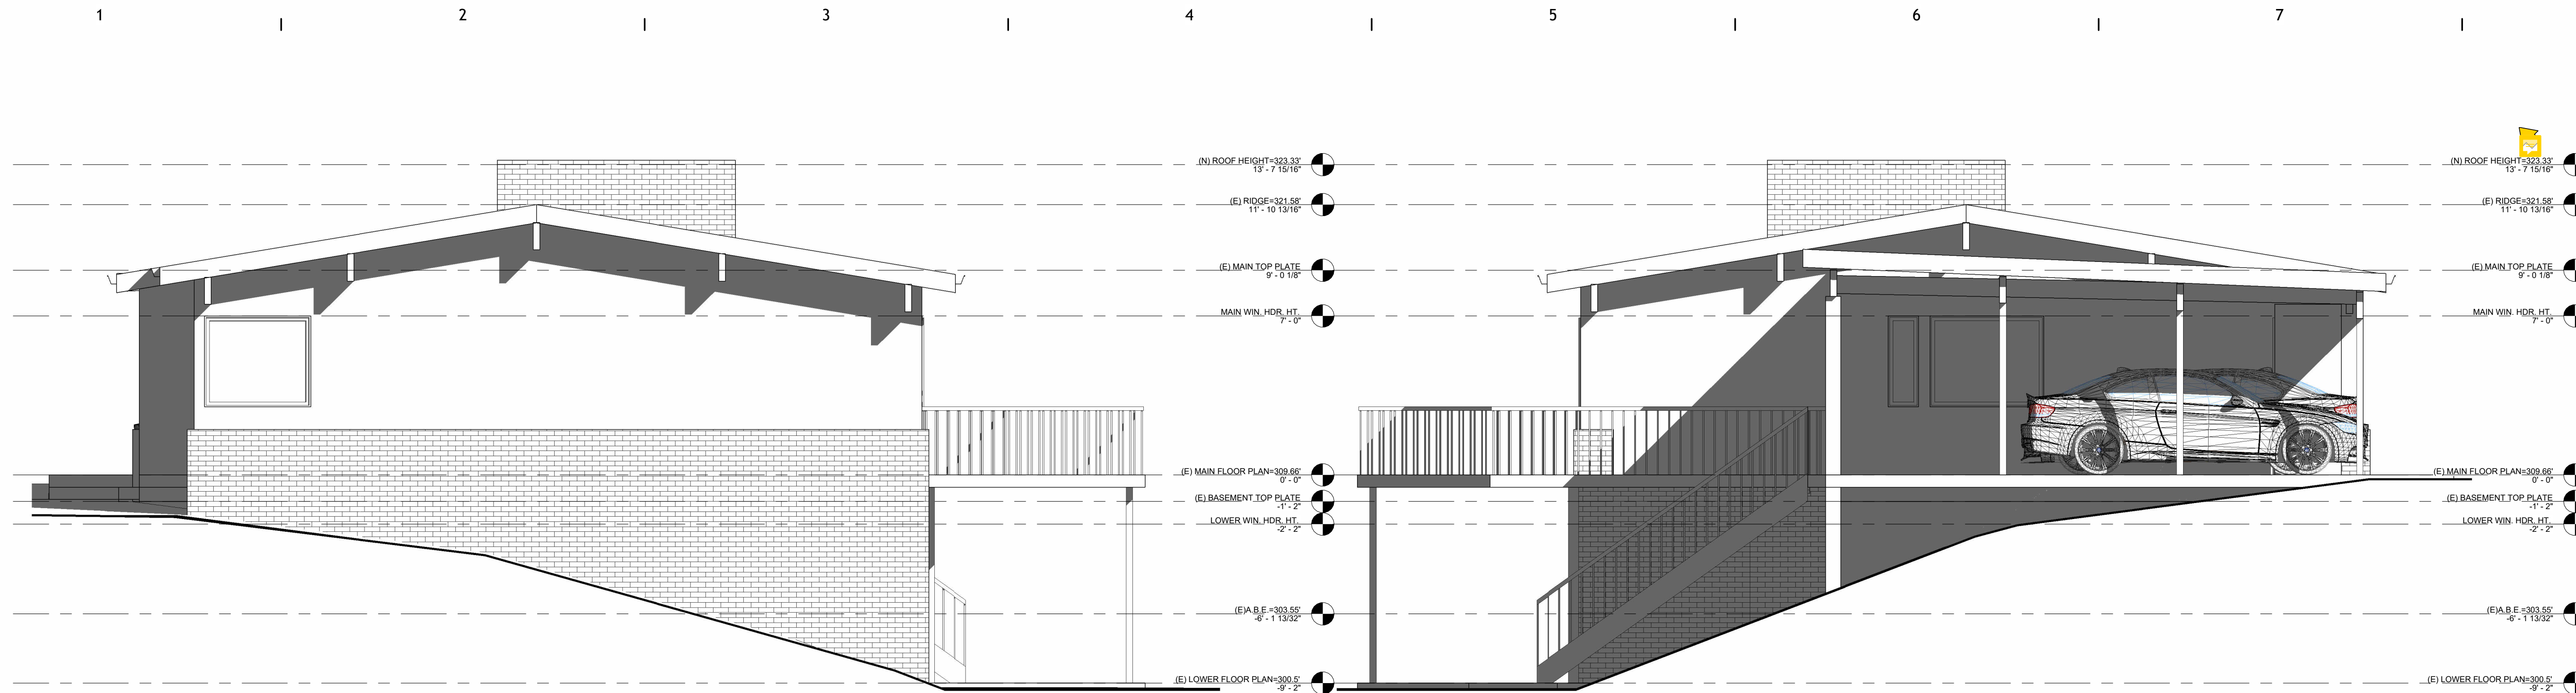 1 2 3 4 5 6 7
(N) ROOF HEIGHT=323.33'
13' - 7 15/16"
(E) RIDGE=321.58'
11' - 10 13/16"
(E) MAIN TOP PLATE
9' - 0 1/8"
MAIN WIN. HDR. HT.
7' - 0"
(E) MAIN FLOOR PLAN=309.66'
0' - 0"
(E) BASEMENT TOP PLATE
-1' - 2"
LOWER WIN. HDR. HT.
-2' - 2"
(E)A.B.E.=303.55'
-6' - 1 13/32"
(E) LOWER FLOOR PLAN=300.5'
-9' - 2"
(N) ROOF HEIGHT=323.33'
13' - 7 15/16"
(E) RIDGE=321.58'
11' - 10 13/16"
(E) MAIN TOP PLATE
9' - 0 1/8"
MAIN WIN. HDR. HT.
7' - 0"
(E) MAIN FLOOR PLAN=309.66'
0' - 0"
(E) BASEMENT TOP PLATE
-1' - 2"
LOWER WIN. HDR. HT.
-2' - 2"
(E)A.B.E.=303.55'
-6' - 1 13/32"
(E) LOWER FLOOR PLAN=300.5'
-9' - 2"